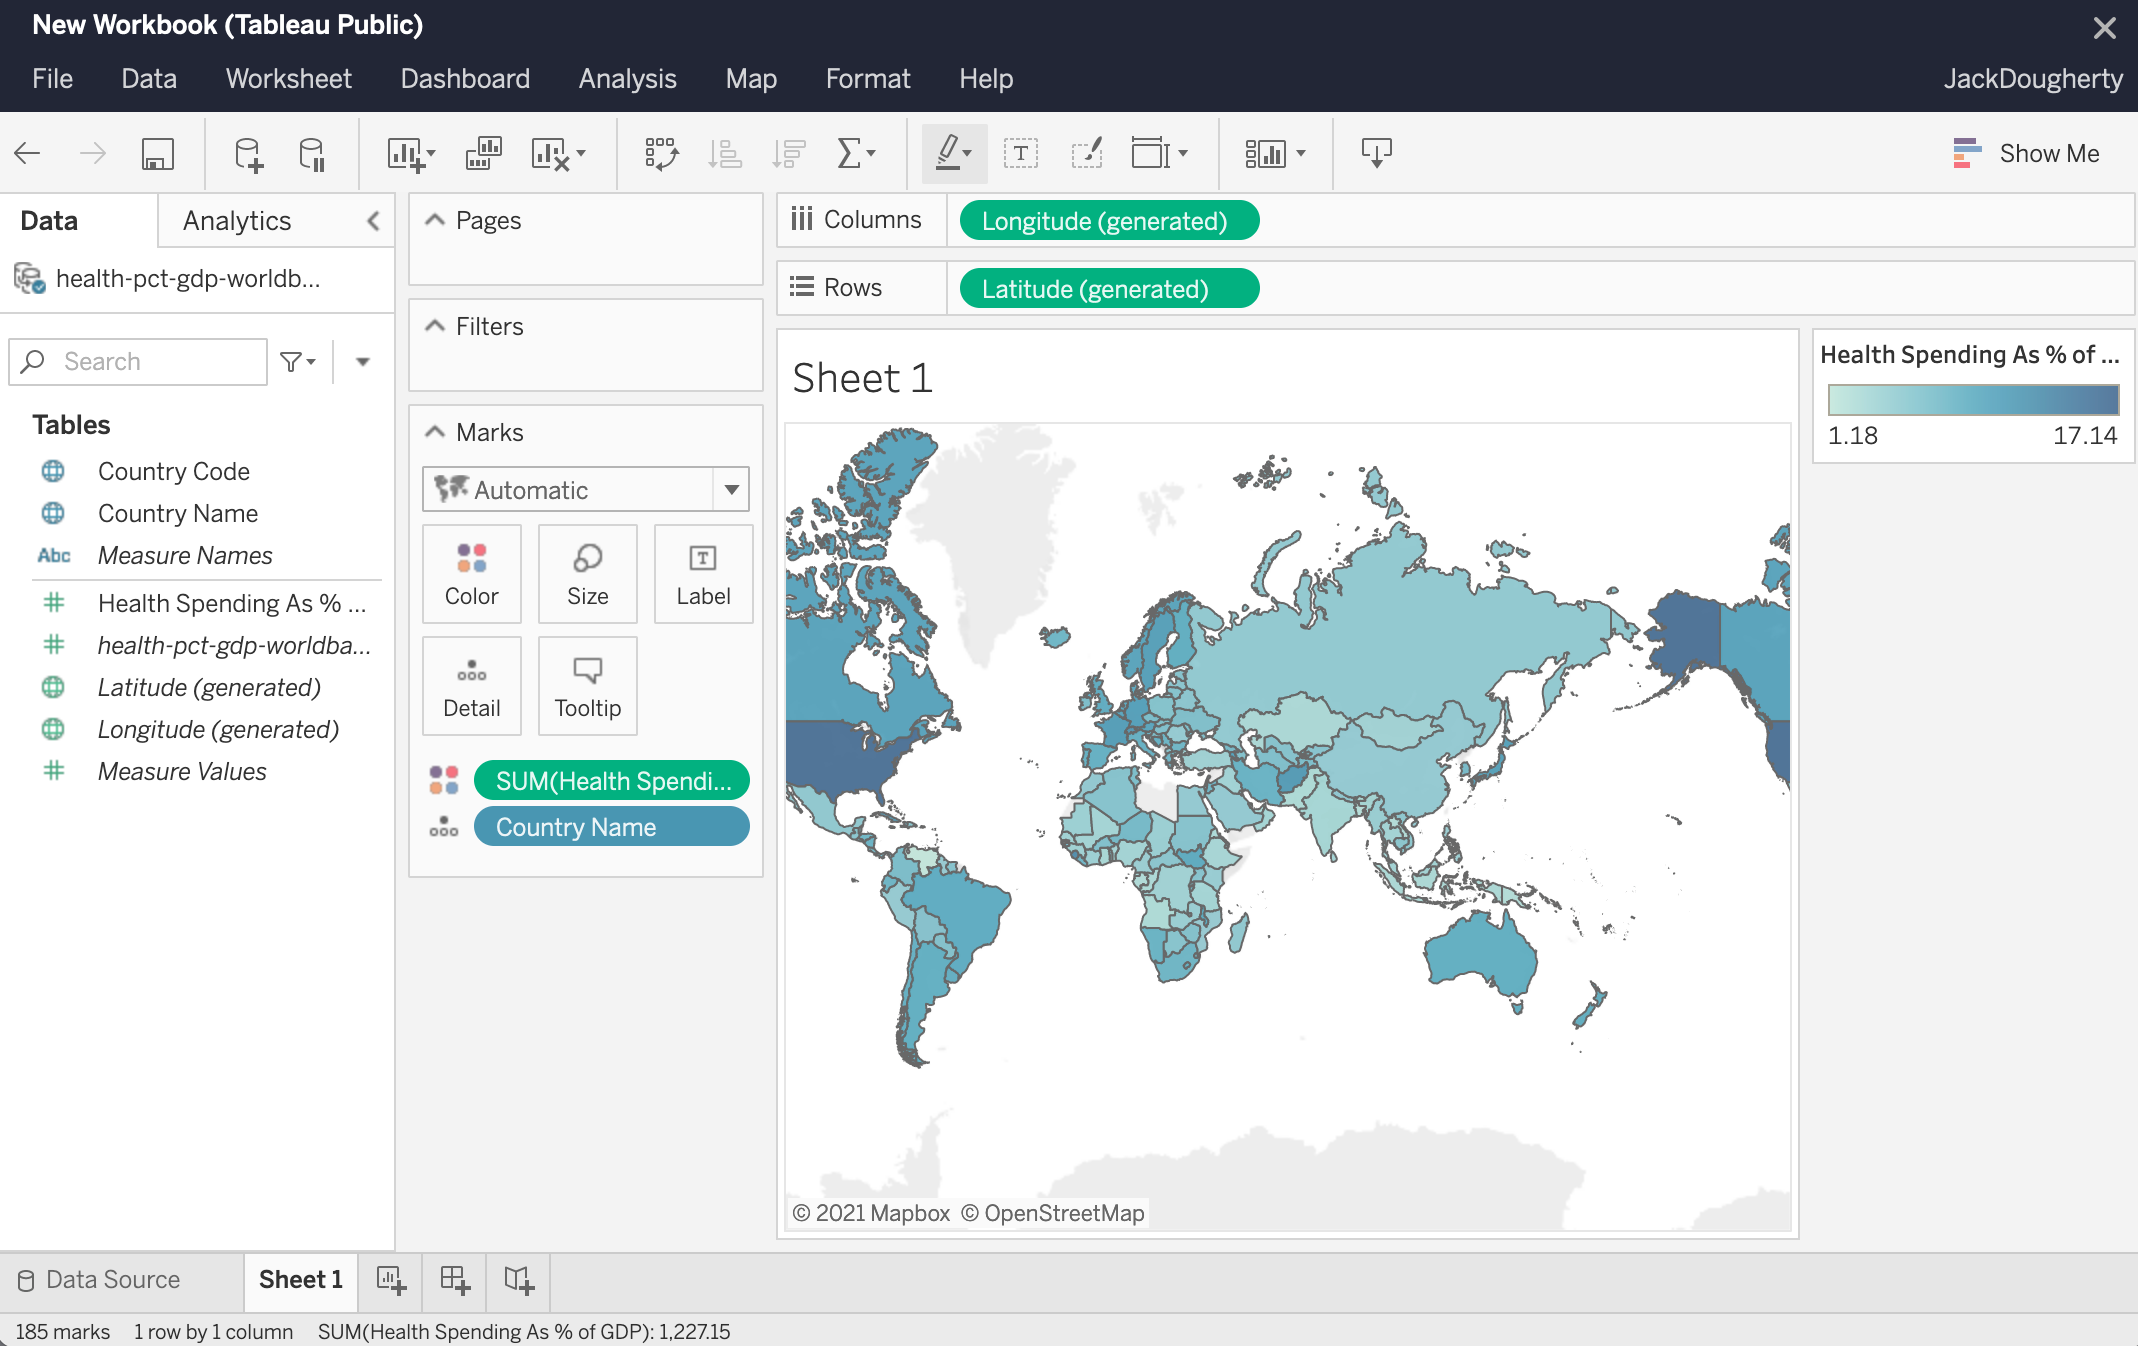 New Workbook (Tableau Public)
File Data Worksheet Dashboard Analysis Map Format Help JackDougherty
Show Me
Data Analytics
health-pct-gdp-worldb...
Search
Tables
Country Code
Country Name
Abc Measure Names
Health Spending As % ...
health-pct-gdp-worldba...
Latitude (generated)
Longitude (generated)
Measure Values
Pages
Filters
Marks
Automatic
Color Size Label
Detail Tooltip
SUM(Health Spendi...
Country Name
Columns Longitude (generated)
Rows Latitude (generated)
Sheet 1
© 2021 Mapbox © OpenStreetMap
Health Spending As % of ...
1.18 17.14
Data Source Sheet 1
185 marks 1 row by 1 column SUM(Health Spending As % of GDP): 1,227.15